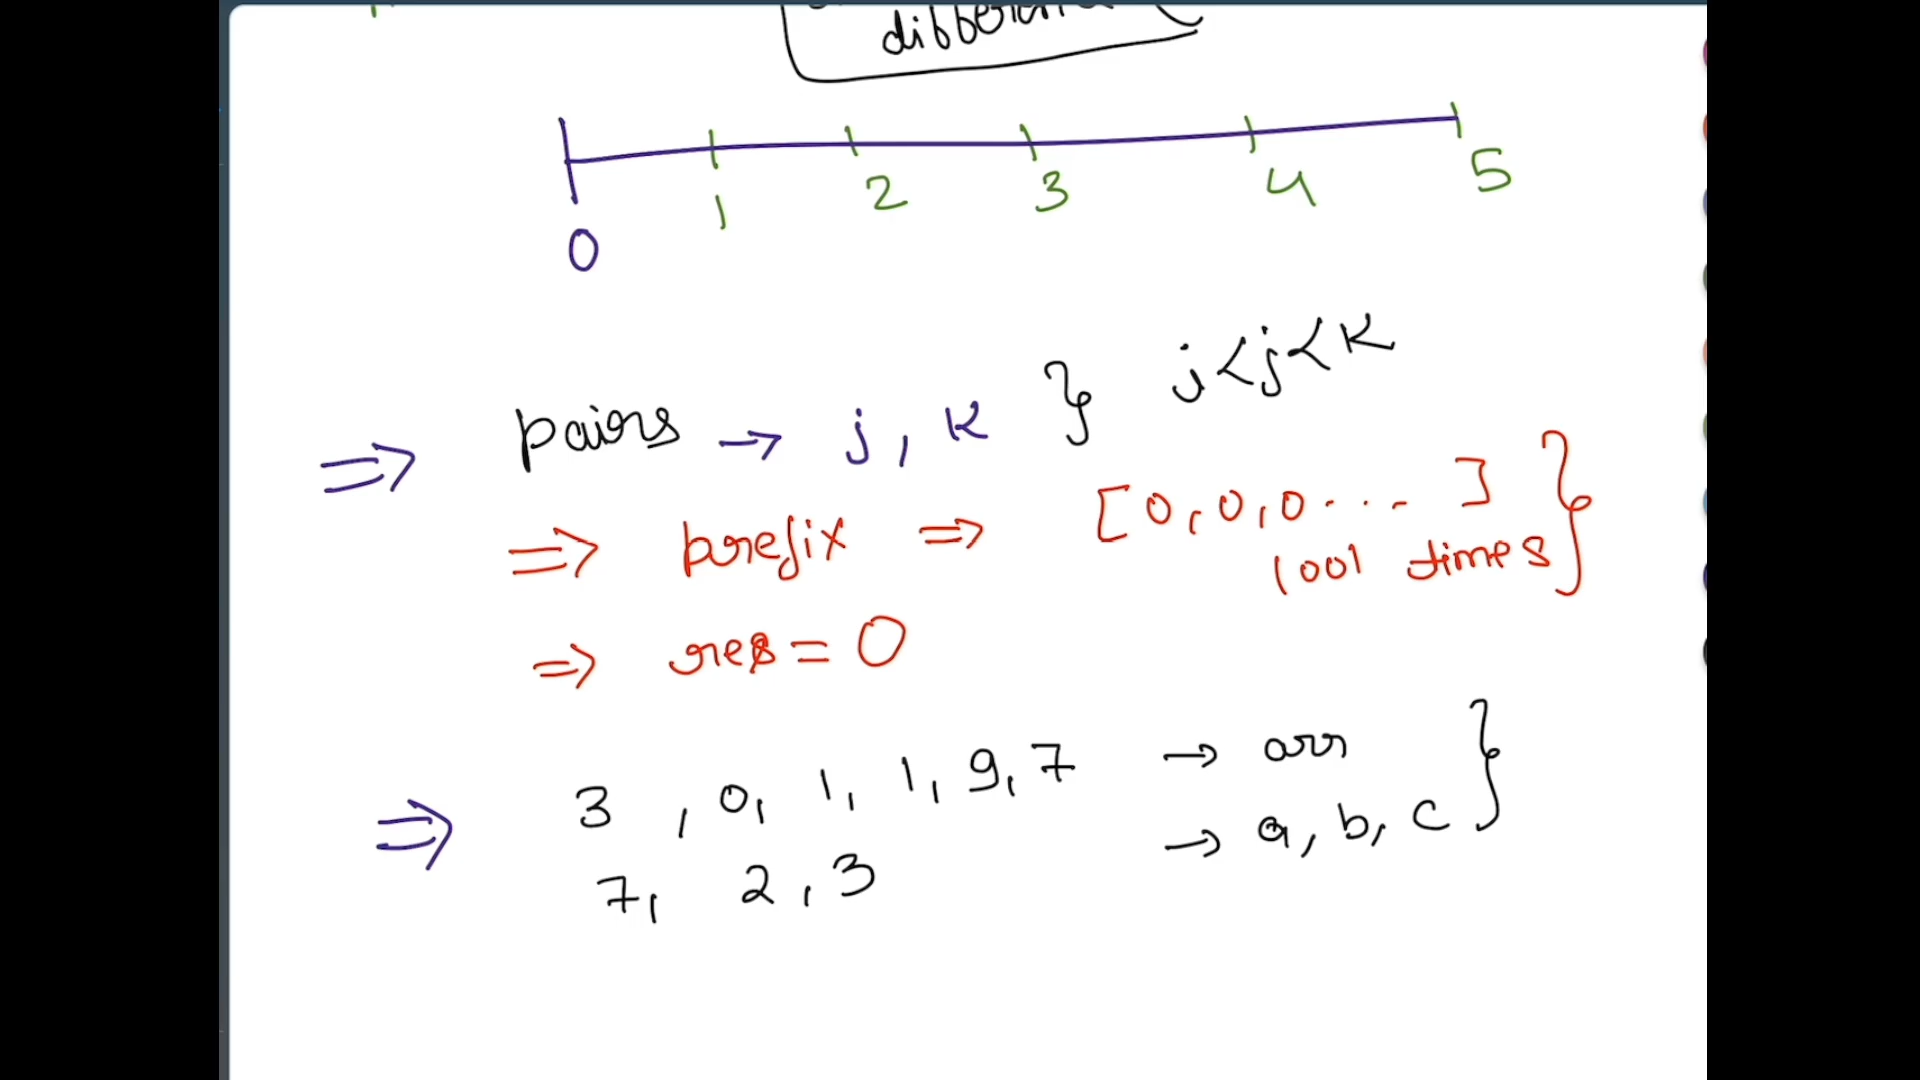 0 1 2 3 4 5
pairs → j, k } i<j<k
⇒ prefix ⇒ [0,0,0.... ]
1001 times }
⇒ res = 0
⇒ 3, 0, 1, 1, 9, 7 → arr
7, 2, 3 → a, b, c }